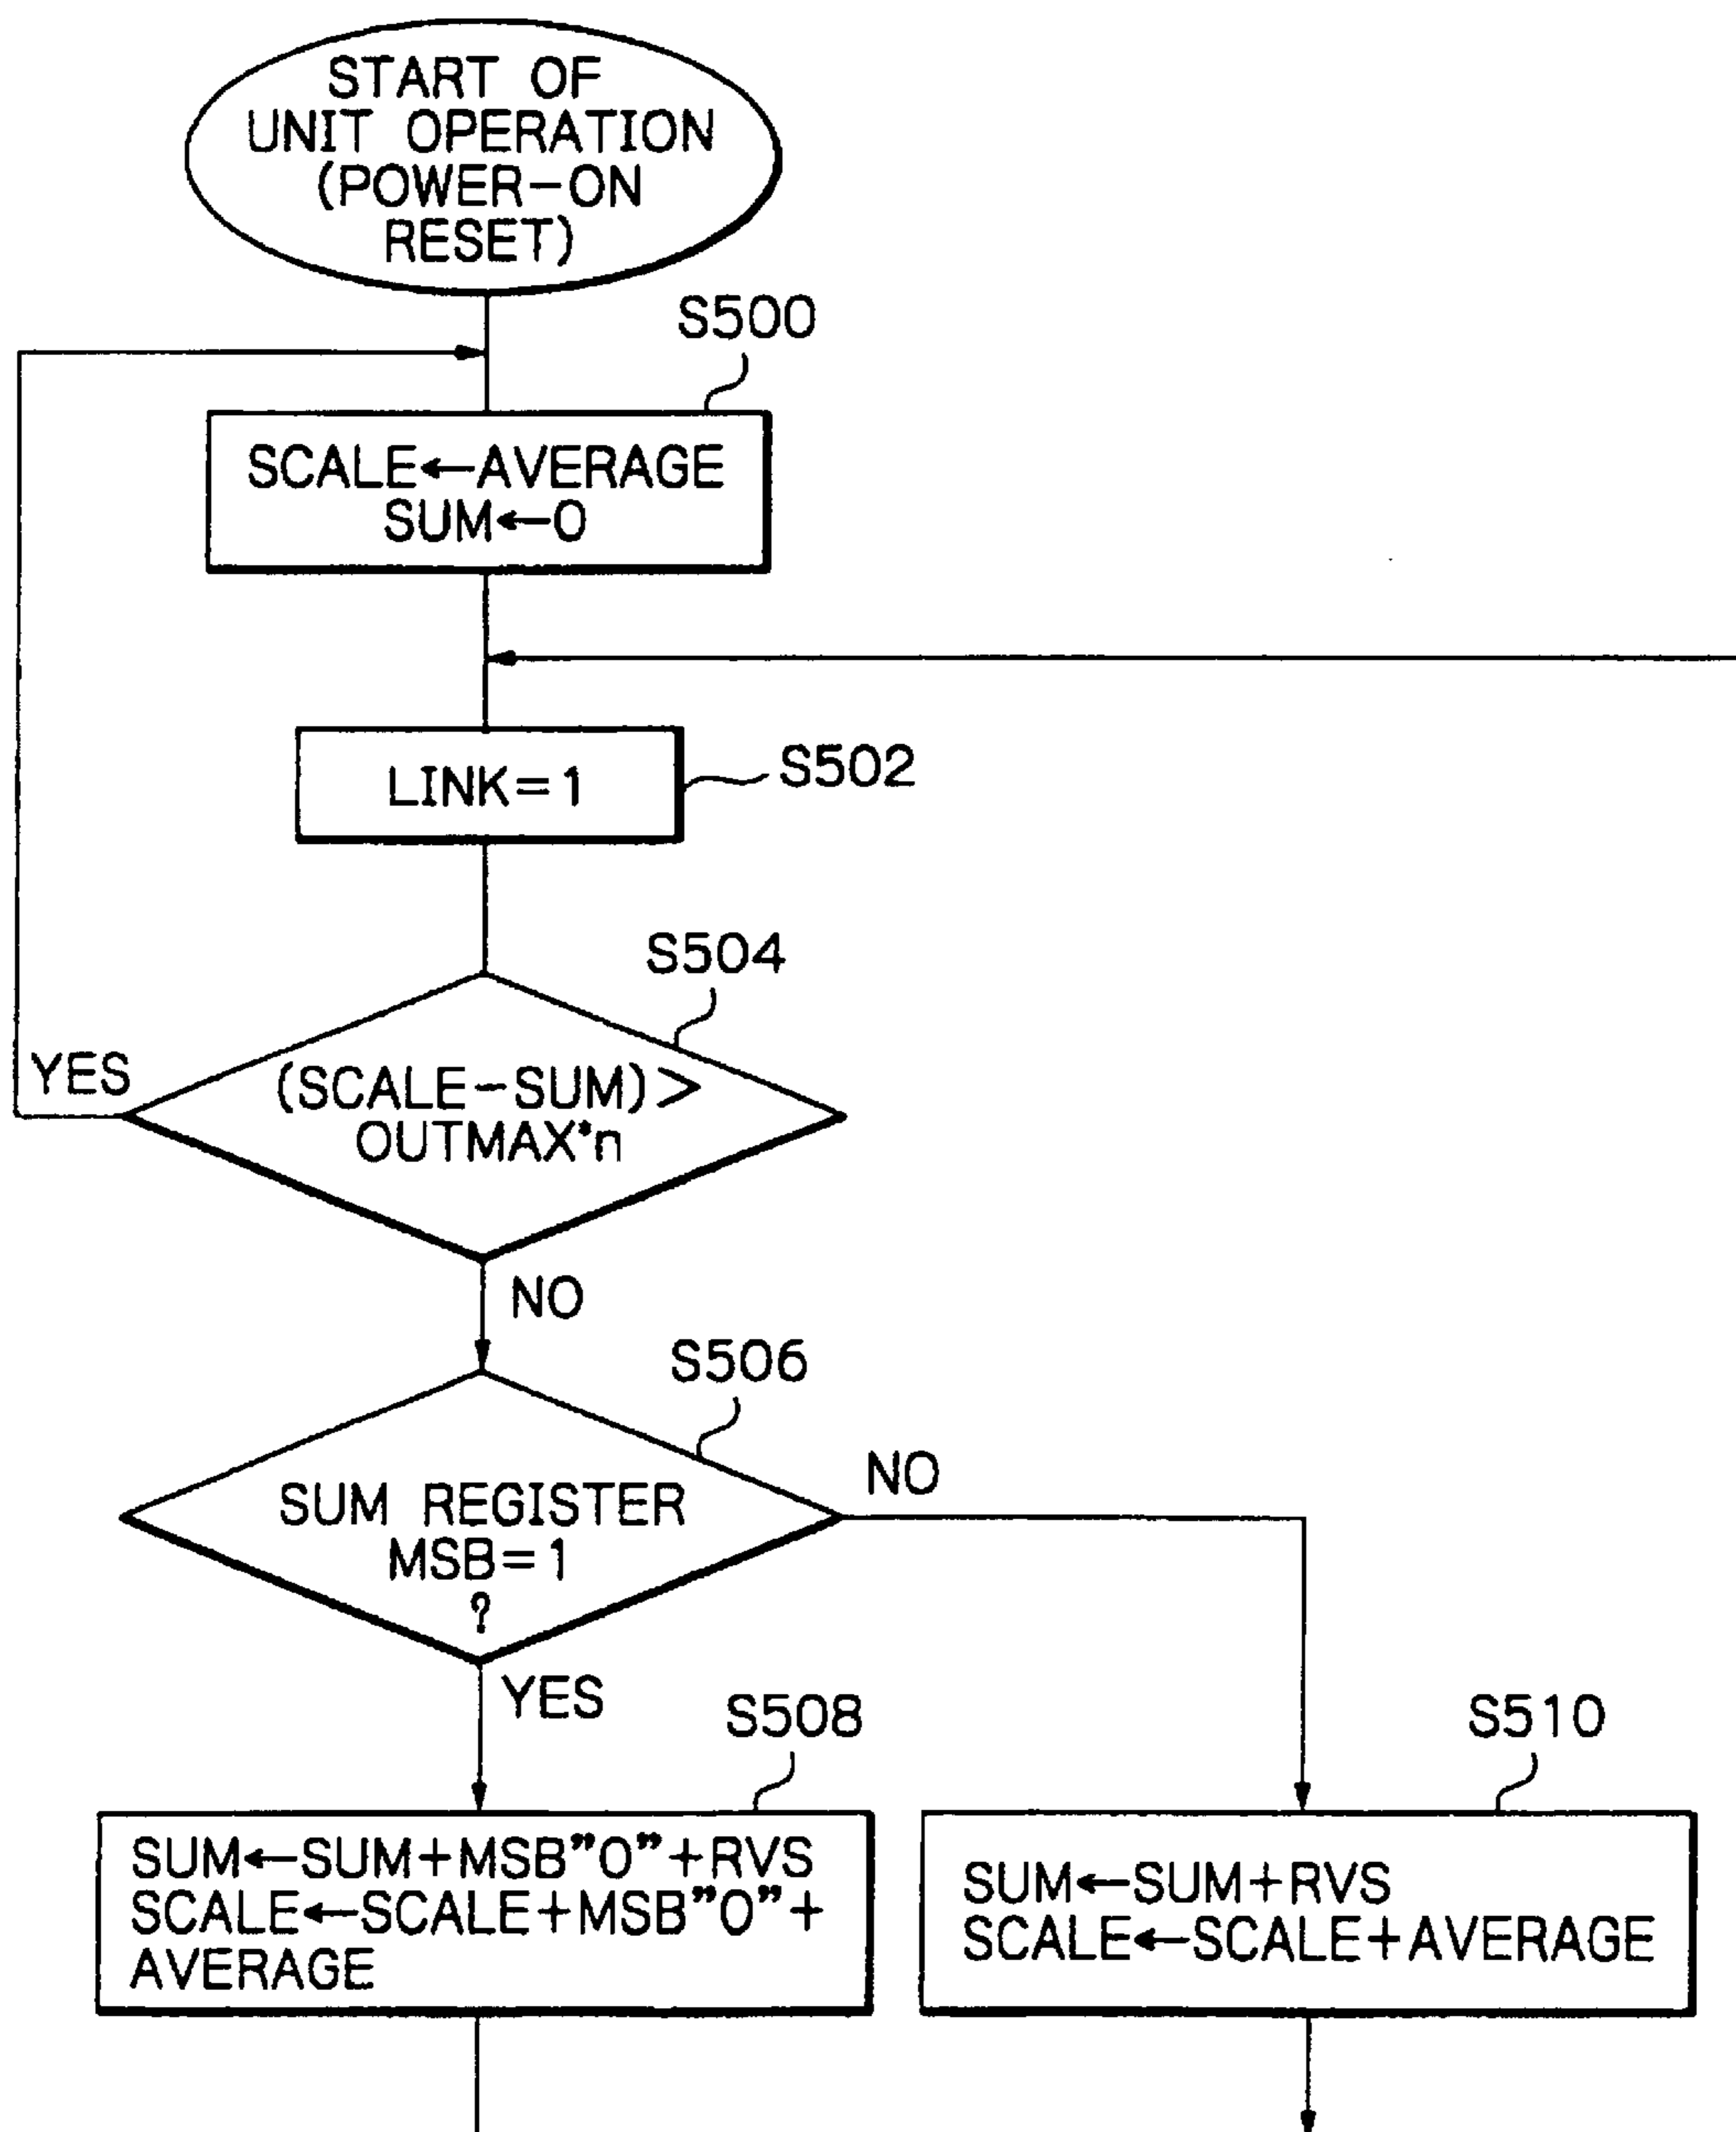 START OF
UNIT OPERATION
(POWER-ON
RESET)
S500
SCALE←AVERAGE
SUM←0
LINK=1
S502
S504
YES
(SCALE-SUM)>
OUTMAX*n
NO
S506
NO
SUM REGISTER
MSB=1
?
YES
S508
S510
SUM←SUM+MSB"0"+RVS
SCALE←SCALE+MSB"0"+
AVERAGE
SUM←SUM+RVS
SCALE←SCALE+AVERAGE